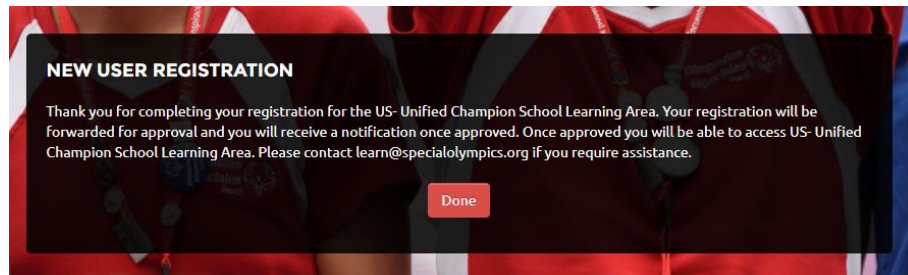 NEW USER REGISTRATION
Thank you for completing your registration for the US- Unified Champion School Learning Area. Your registration will be
forwarded for approval and you will receive a notification once approved. Once approved you will be able to access US- Unified
Champion School Learning Area. Please contact learn@specialolympics.org if you require assistance.
Done